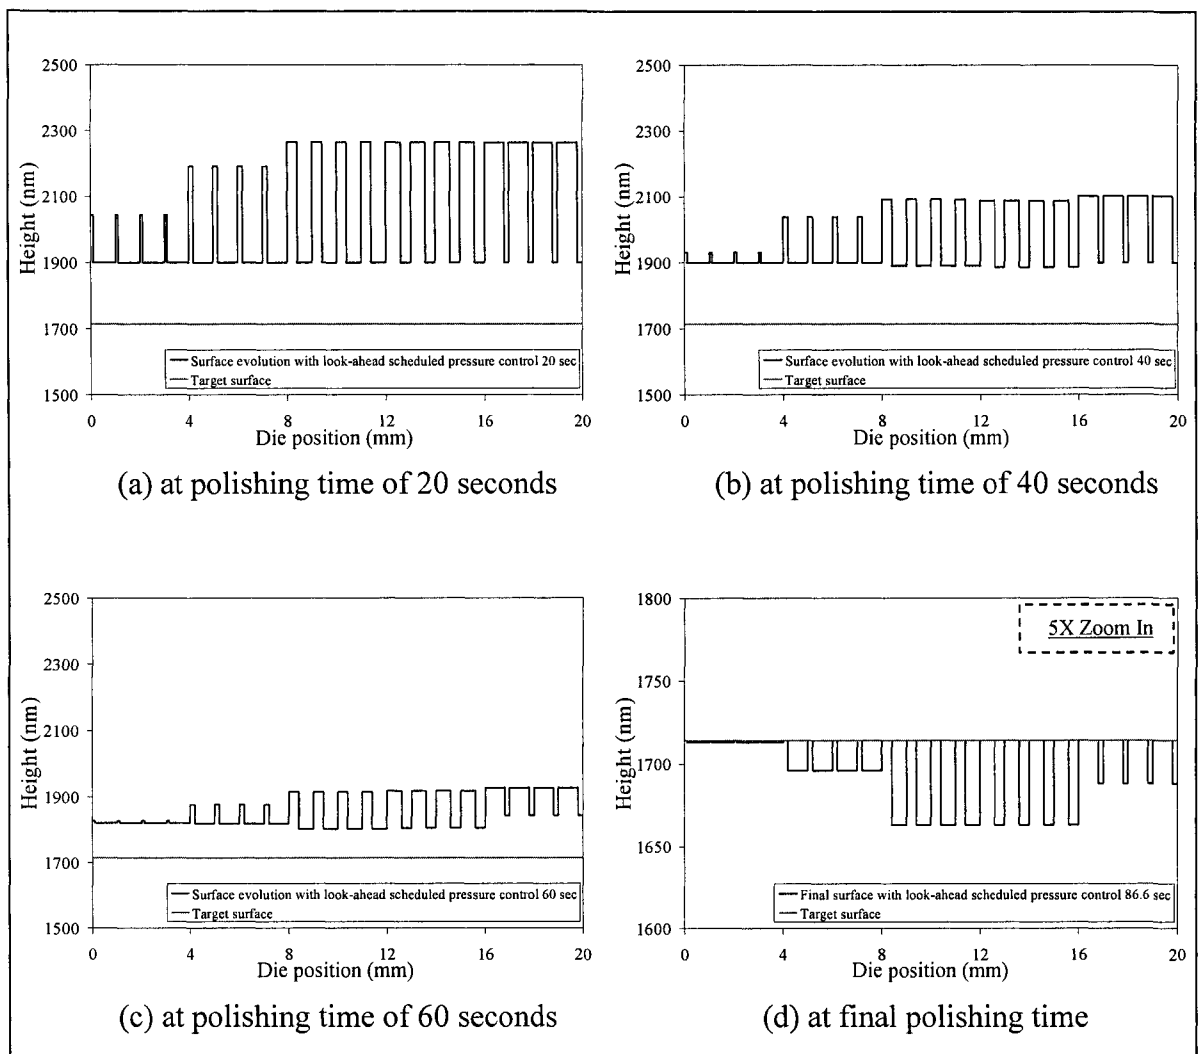 2500
2300
2100
1900
1700
1500
Height (nm)
Surface evolution with look-ahead scheduled pressure control 20 sec
Target surface
0 4 8 12 16 20
Die position (mm)
(a) at polishing time of 20 seconds
2500
2300
2100
1900
1700
1500
Height (nm)
Surface evolution with look-ahead scheduled pressure control 40 sec
Target surface
0 4 8 12 16 20
Die position (mm)
(b) at polishing time of 40 seconds
2500
2300
2100
1900
1700
1500
Height (nm)
Surface evolution with look-ahead scheduled pressure control 60 sec
Target surface
0 4 8 12 16 20
Die position (mm)
(c) at polishing time of 60 seconds
1800
1750
1700
1650
1600
Height (nm)
5X Zoom In
Final surface with look-ahead scheduled pressure control 86.6 sec
Target surface
0 4 8 12 16 20
Die position (mm)
(d) at final polishing time